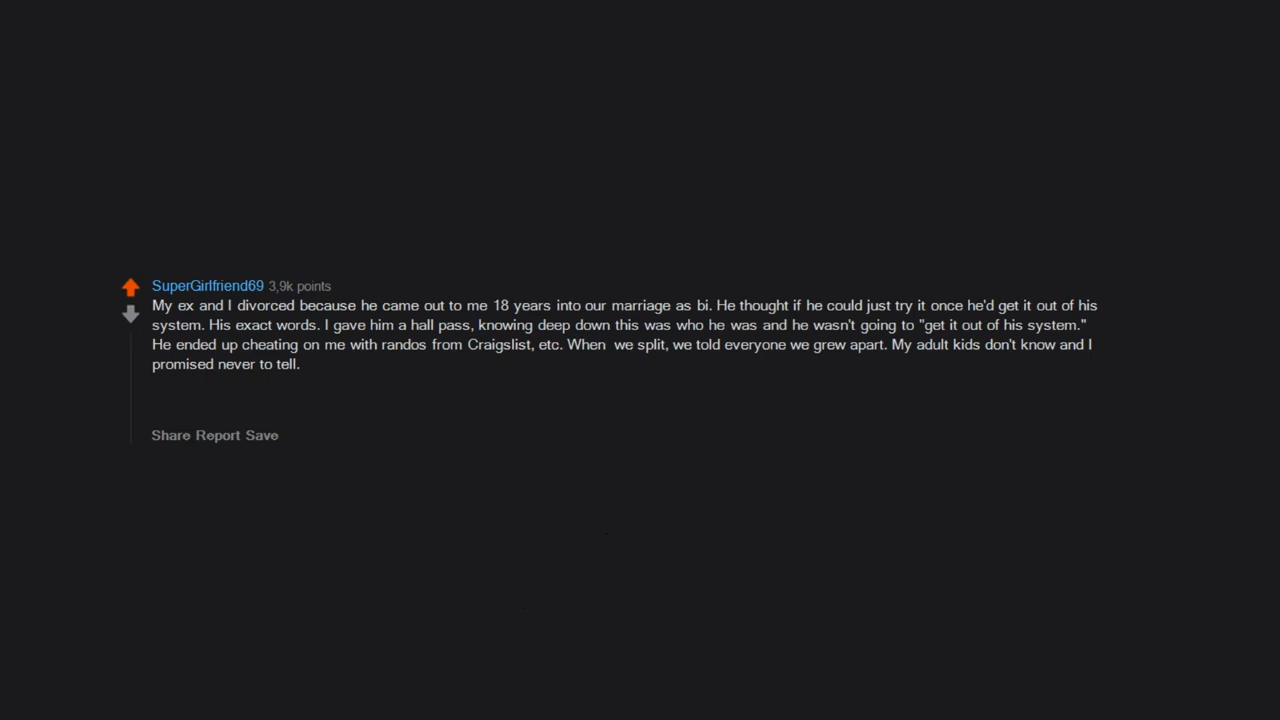 SuperGirlfriend69 3,9k points
My ex and I divorced because he came out to me 18 years into our marriage as bi. He thought if he could just try it once he'd get it out of his
system. His exact words. I gave him a hall pass, knowing deep down this was who he was and he wasn't going to "get it out of his system."
He ended up cheating on me with randos from Craigslist, etc. When  we split, we told everyone we grew apart. My adult kids don't know and I
promised never to tell.
Share Report Save